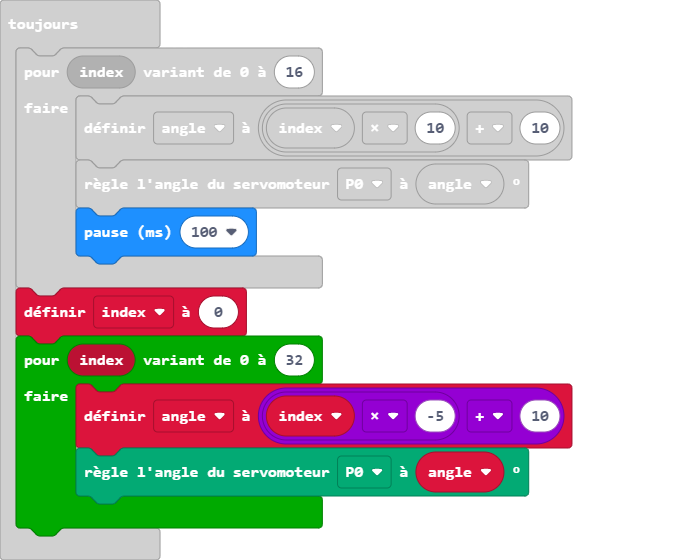 toujours
pour index variant de 0 à 16
faire
définir angle à index × 10 + 10
règle l'angle du servomoteur P0 à angle °
pause (ms) 100
définir index à 0
pour index variant de 0 à 32
faire
définir angle à index × -5 + 10
règle l'angle du servomoteur P0 à angle °